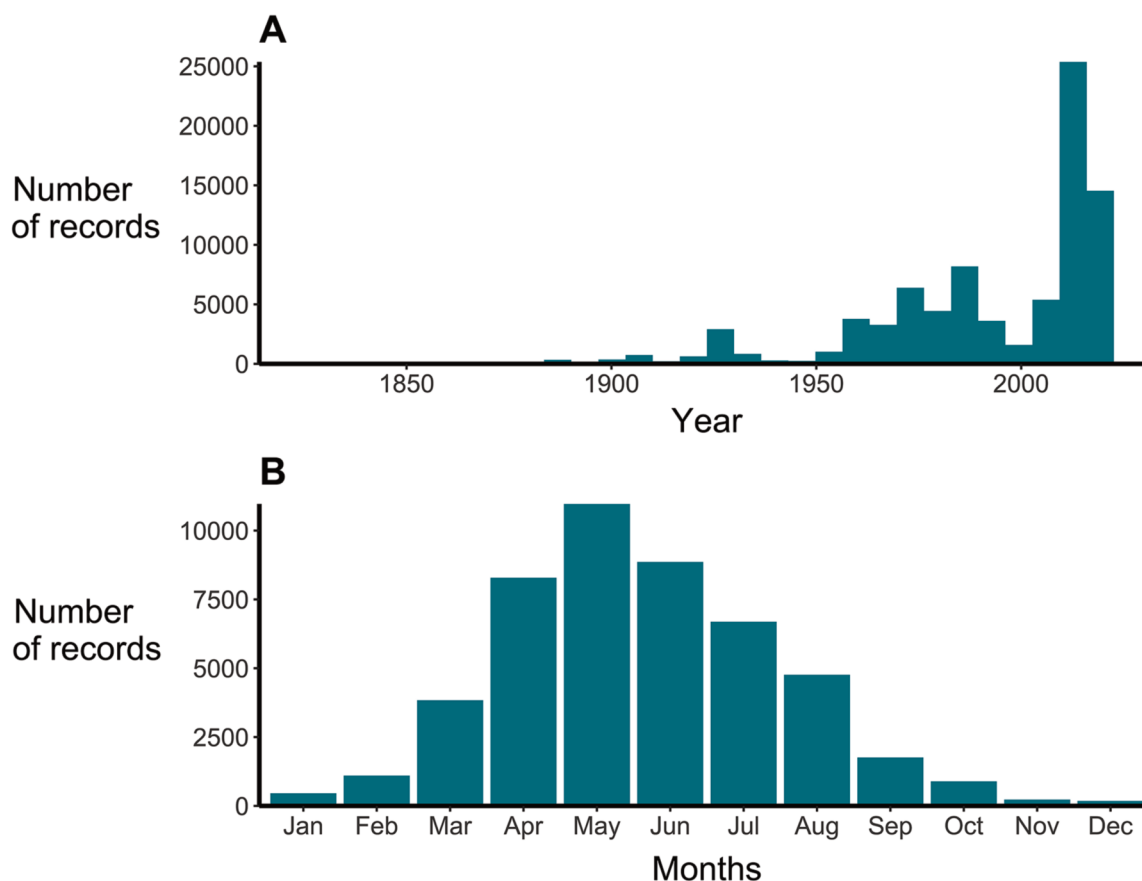 A
25000
20000
15000
10000
5000
0
Number
of records
1850 1900 1950 2000
Year
B
10000
7500
5000
2500
0
Number
of records
Jan Feb Mar Apr May Jun Jul Aug Sep Oct Nov Dec
Months